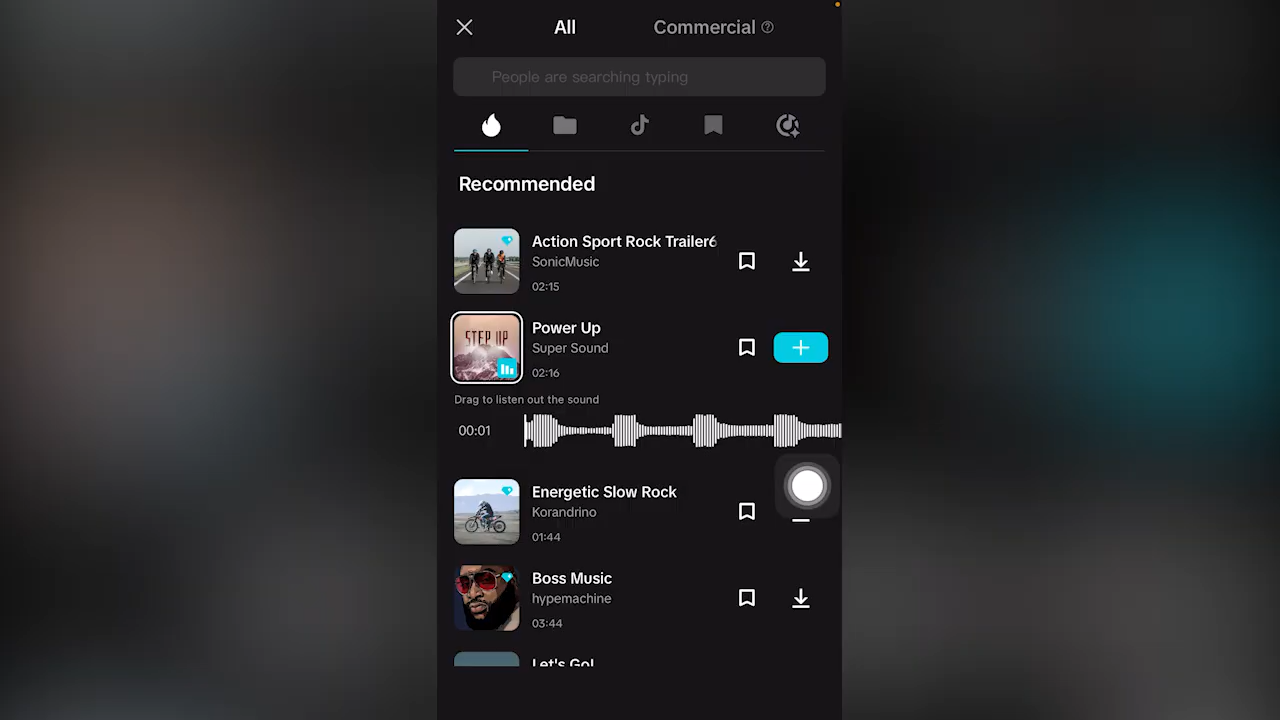 All
Commercial
People are searching typing
Recommended
Action Sport Rock Trailer6
SonicMusic
02:15
STEP UP
Power Up
Super Sound
02:16
Drag to listen out the sound
00:01
Energetic Slow Rock
Korandrino
01:44
Boss Music
hypemachine
03:44
Let's Go!